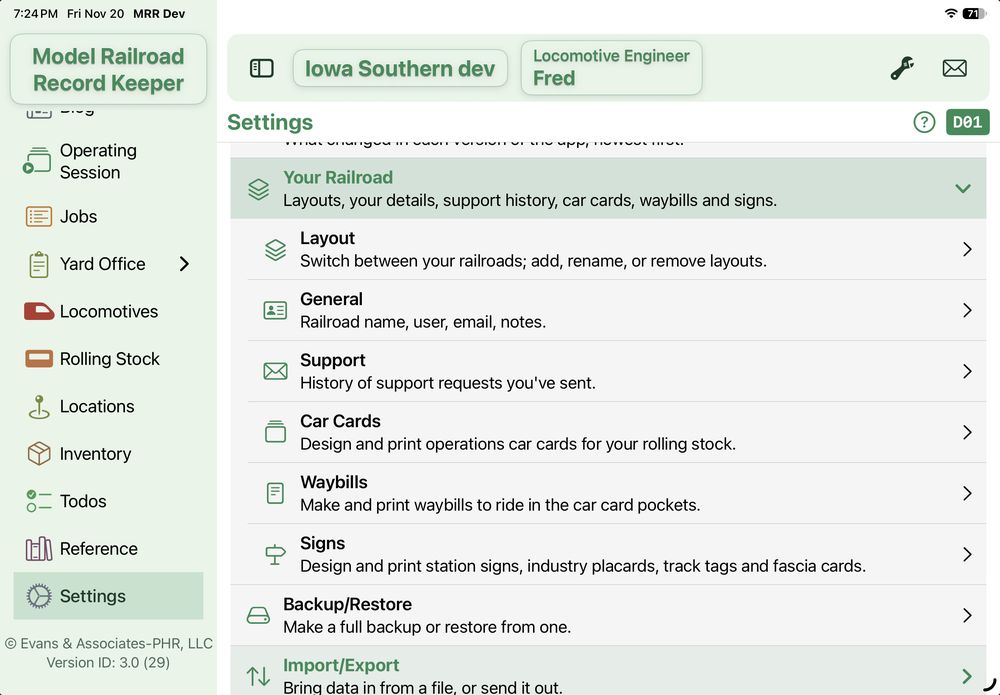 7:24 PM Fri Nov 20 MRR Dev
71
Model Railroad
Record Keeper
Iowa Southern dev
Locomotive Engineer
Fred
Settings
D01
Blog
Operating
Session
Jobs
Yard Office
Locomotives
Rolling Stock
Locations
Inventory
Todos
Reference
Settings
© Evans & Associates-PHR, LLC
Version ID: 3.0 (29)
What changed in each version of the app, newest first.
Your Railroad
Layouts, your details, support history, car cards, waybills and signs.
Layout
Switch between your railroads; add, rename, or remove layouts.
General
Railroad name, user, email, notes.
Support
History of support requests you've sent.
Car Cards
Design and print operations car cards for your rolling stock.
Waybills
Make and print waybills to ride in the car card pockets.
Signs
Design and print station signs, industry placards, track tags and fascia cards.
Backup/Restore
Make a full backup or restore from one.
Import/Export
Bring data in from a file, or send it out.